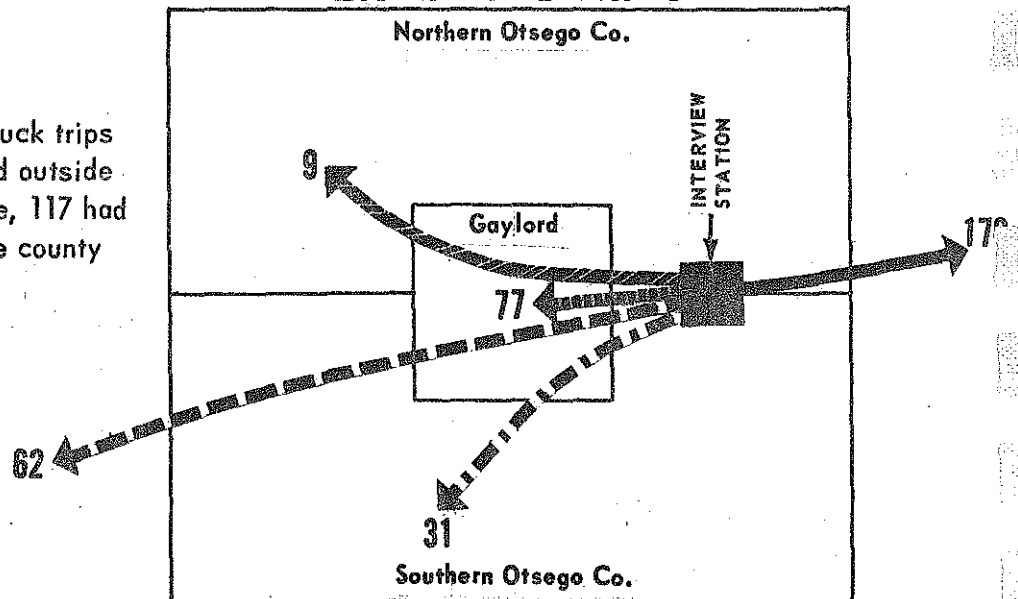 Northern Otsego Co.
uck trips
d outside
e, 117 had
e county
9
INTERVIEW
STATION
Gaylord
77
62
31
Southern Otsego Co.